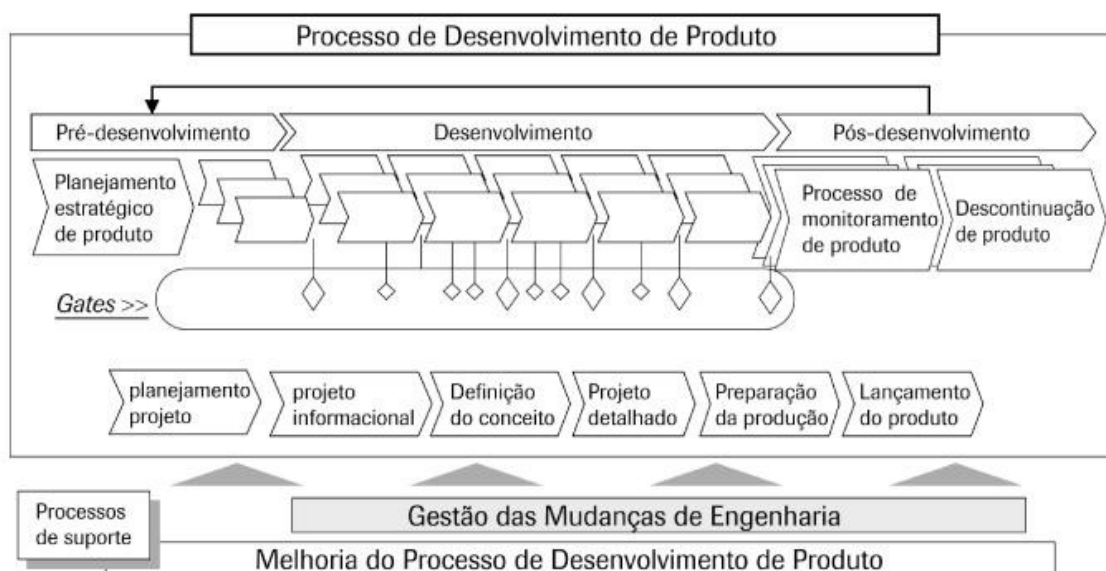 Processo de Desenvolvimento de Produto
Pré-desenvolvimento
Desenvolvimento
Pós-desenvolvimento
Planejamento
estratégico
de produto
Processo de
monitoramento
de produto
Descontinuação
de produto
Gates >>
planejamento
projeto
projeto
informacional
Definição
do conceito
Projeto
detalhado
Preparação
da produção
Lançamento
do produto
Processos
de suporte
Gestão das Mudanças de Engenharia
Melhoria do Processo de Desenvolvimento de Produto